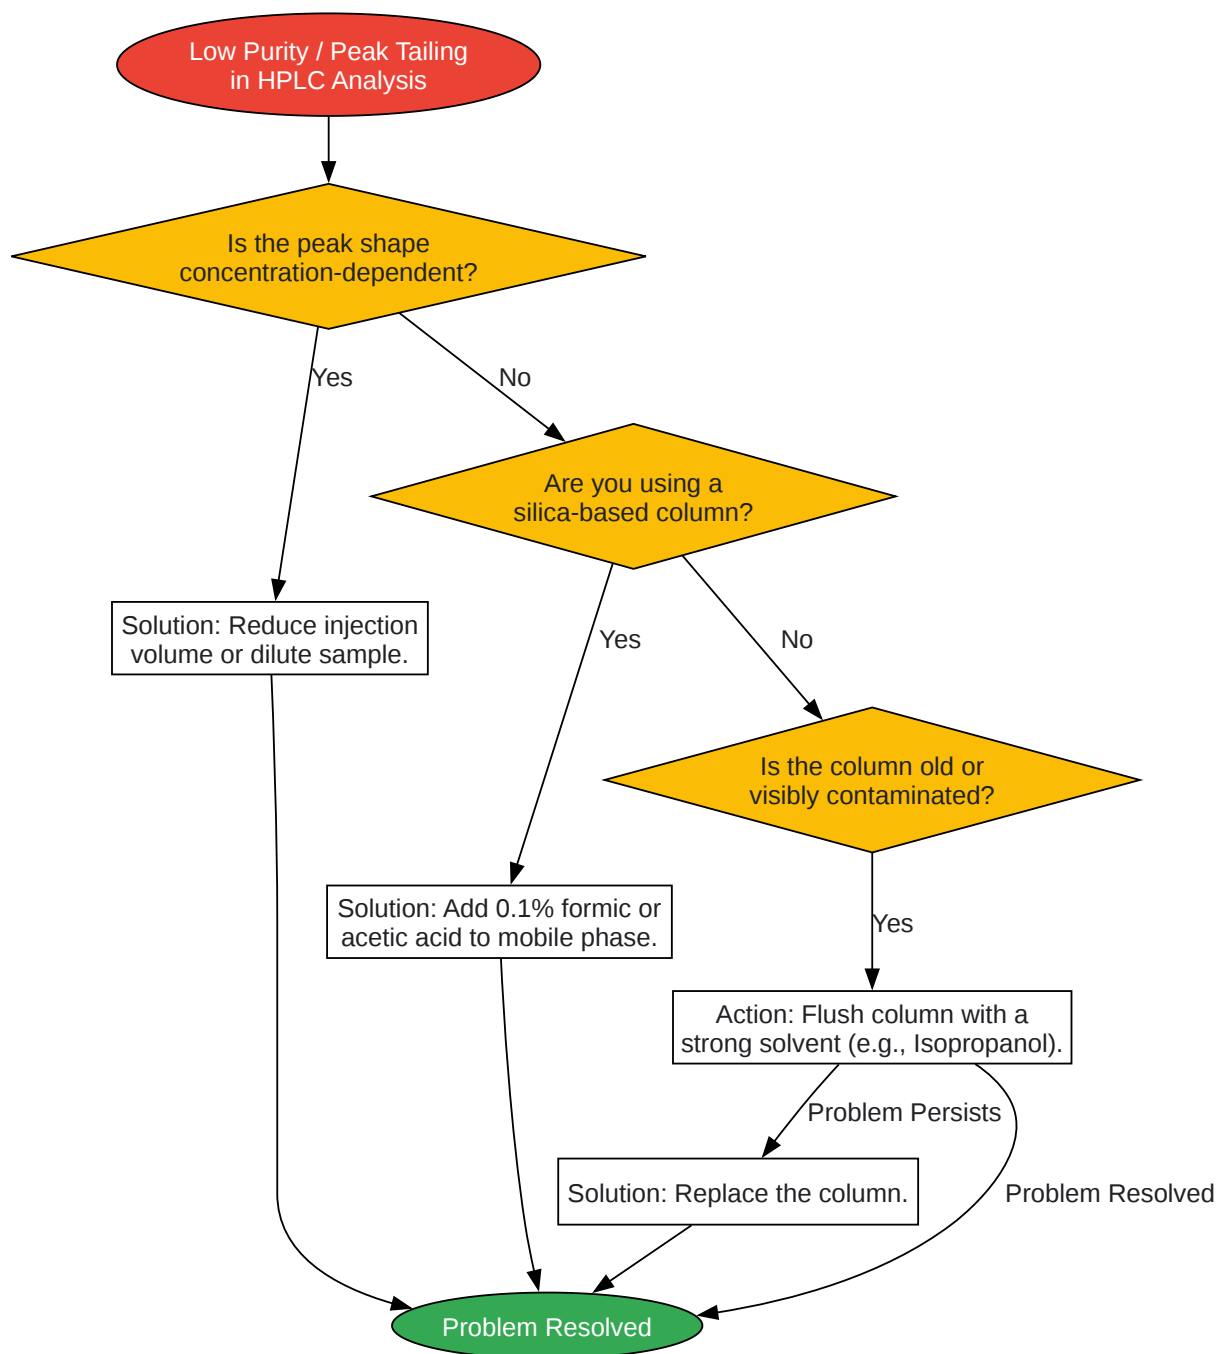 Low Purity / Peak Tailing
in HPLC Analysis
Is the peak shape
concentration-dependent?
Yes
No
Are you using a
silica-based column?
Solution: Reduce injection
volume or dilute sample.
Yes
No
Is the column old or
visibly contaminated?
Solution: Add 0.1% formic or
acetic acid to mobile phase.
Yes
Action: Flush column with a
strong solvent (e.g., Isopropanol).
Problem Persists
Solution: Replace the column.
Problem Resolved
Problem Resolved